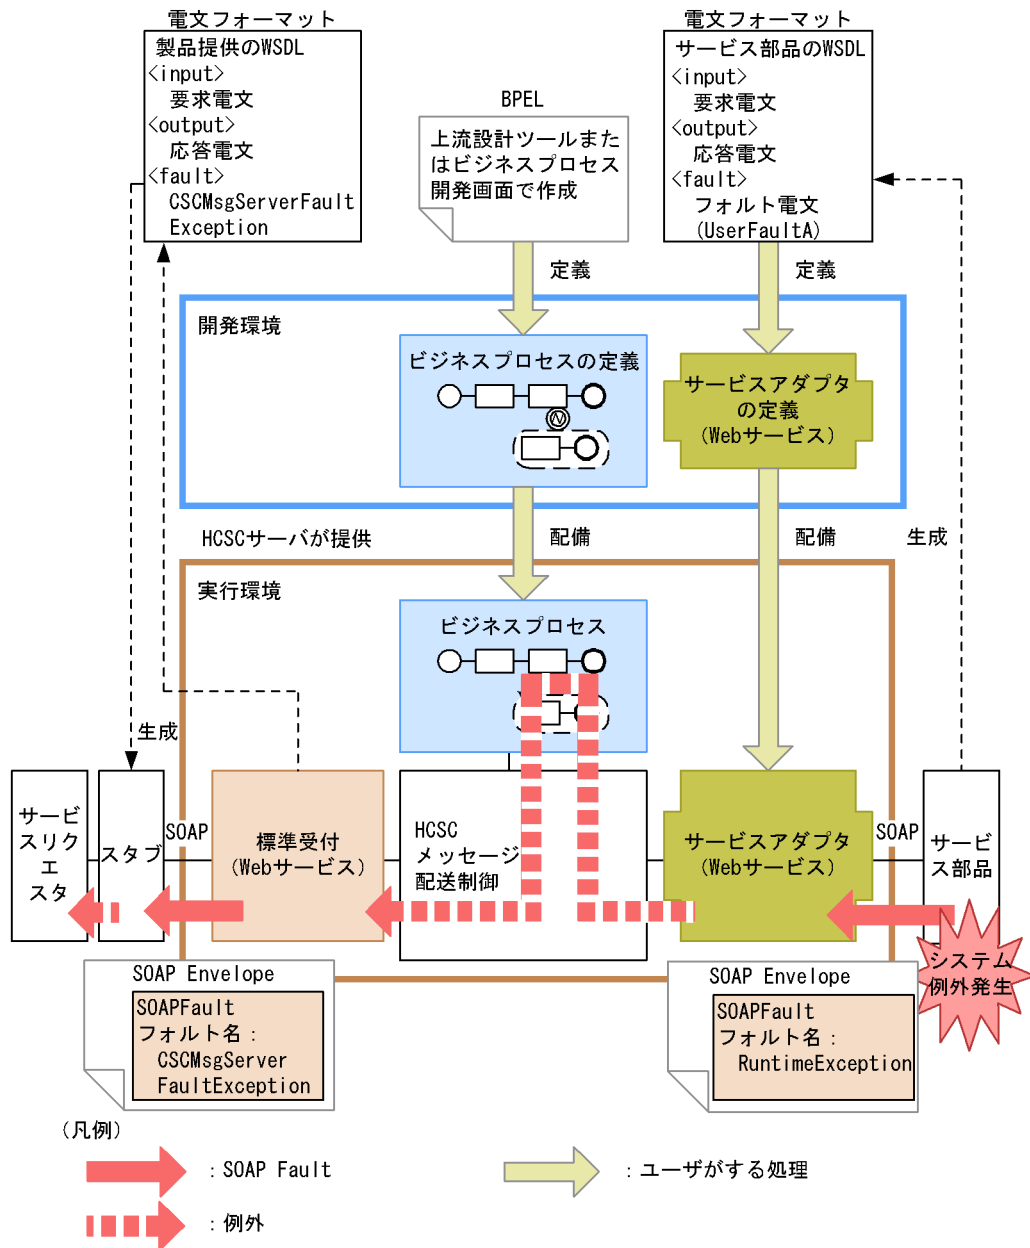 電文フォーマット
製品提供のWSDL
<input>
要求電文
<output>
応答電文
<fault>
CSCMsgServerFault
Exception
BPEL
上流設計ツールまた
はビジネスプロセス
開発画面で作成
電文フォーマット
サービス部品のWSDL
<input>
要求電文
<output>
応答電文
<fault>
フォルト電文
(UserFaultA)
定義
定義
開発環境
ビジネスプロセスの定義
サービスアダプタ
の定義
(Webサービス)
HCSCサーバが提供
配備
配備
生成
実行環境
ビジネスプロセス
生成
サービ
スリク
エ
スタ
スタブ
SOAP
標準受付
(Webサービス)
HCSC
メッセージ
配送制御
サービスアダプタ
(Webサービス)
SOAP
サービ
ス部品
システム
例外発生
SOAP Envelope
SOAPFault
フォルト名：
CSCMsgServer
FaultException
SOAP Envelope
SOAPFault
フォルト名：
RuntimeException
(凡例)
：SOAP Fault
：ユーザがする処理
：例外